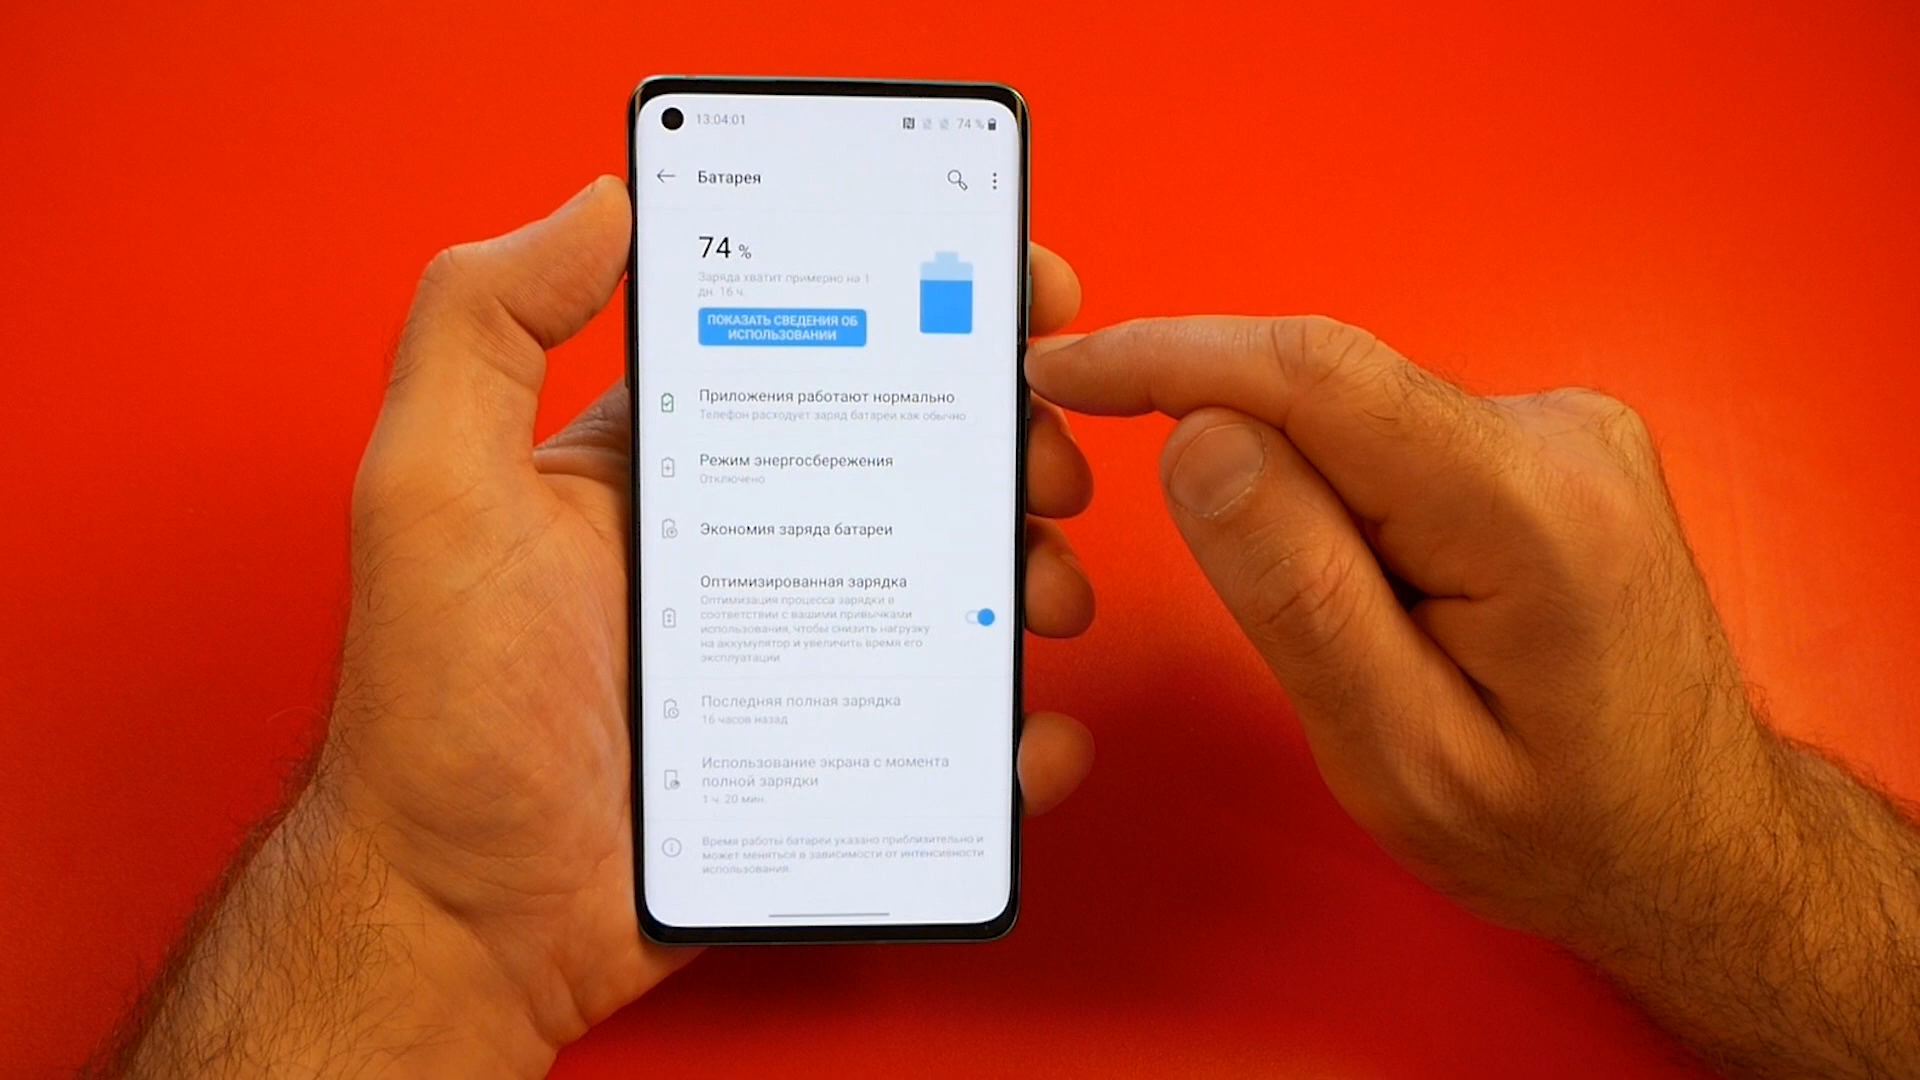 13:04:01
74 %
Батарея
74 %
Заряда хватит примерно на 1
дн. 16 ч.
ПОКАЗАТЬ СВЕДЕНИЯ ОБ
ИСПОЛЬЗОВАНИИ
Приложения работают нормально
Телефон расходует заряд батареи как обычно
Режим энергосбережения
Отключено
Экономия заряда батареи
Оптимизированная зарядка
Оптимизация процесса зарядки в
соответствии с вашими привычками
использования, чтобы снизить нагрузку
на аккумулятор и увеличить время его
эксплуатации
Последняя полная зарядка
16 часов назад
Использование экрана с момента
полной зарядки
1 ч. 20 мин.
Время работы батареи указано приблизительно и
может меняться в зависимости от интенсивности
использования.